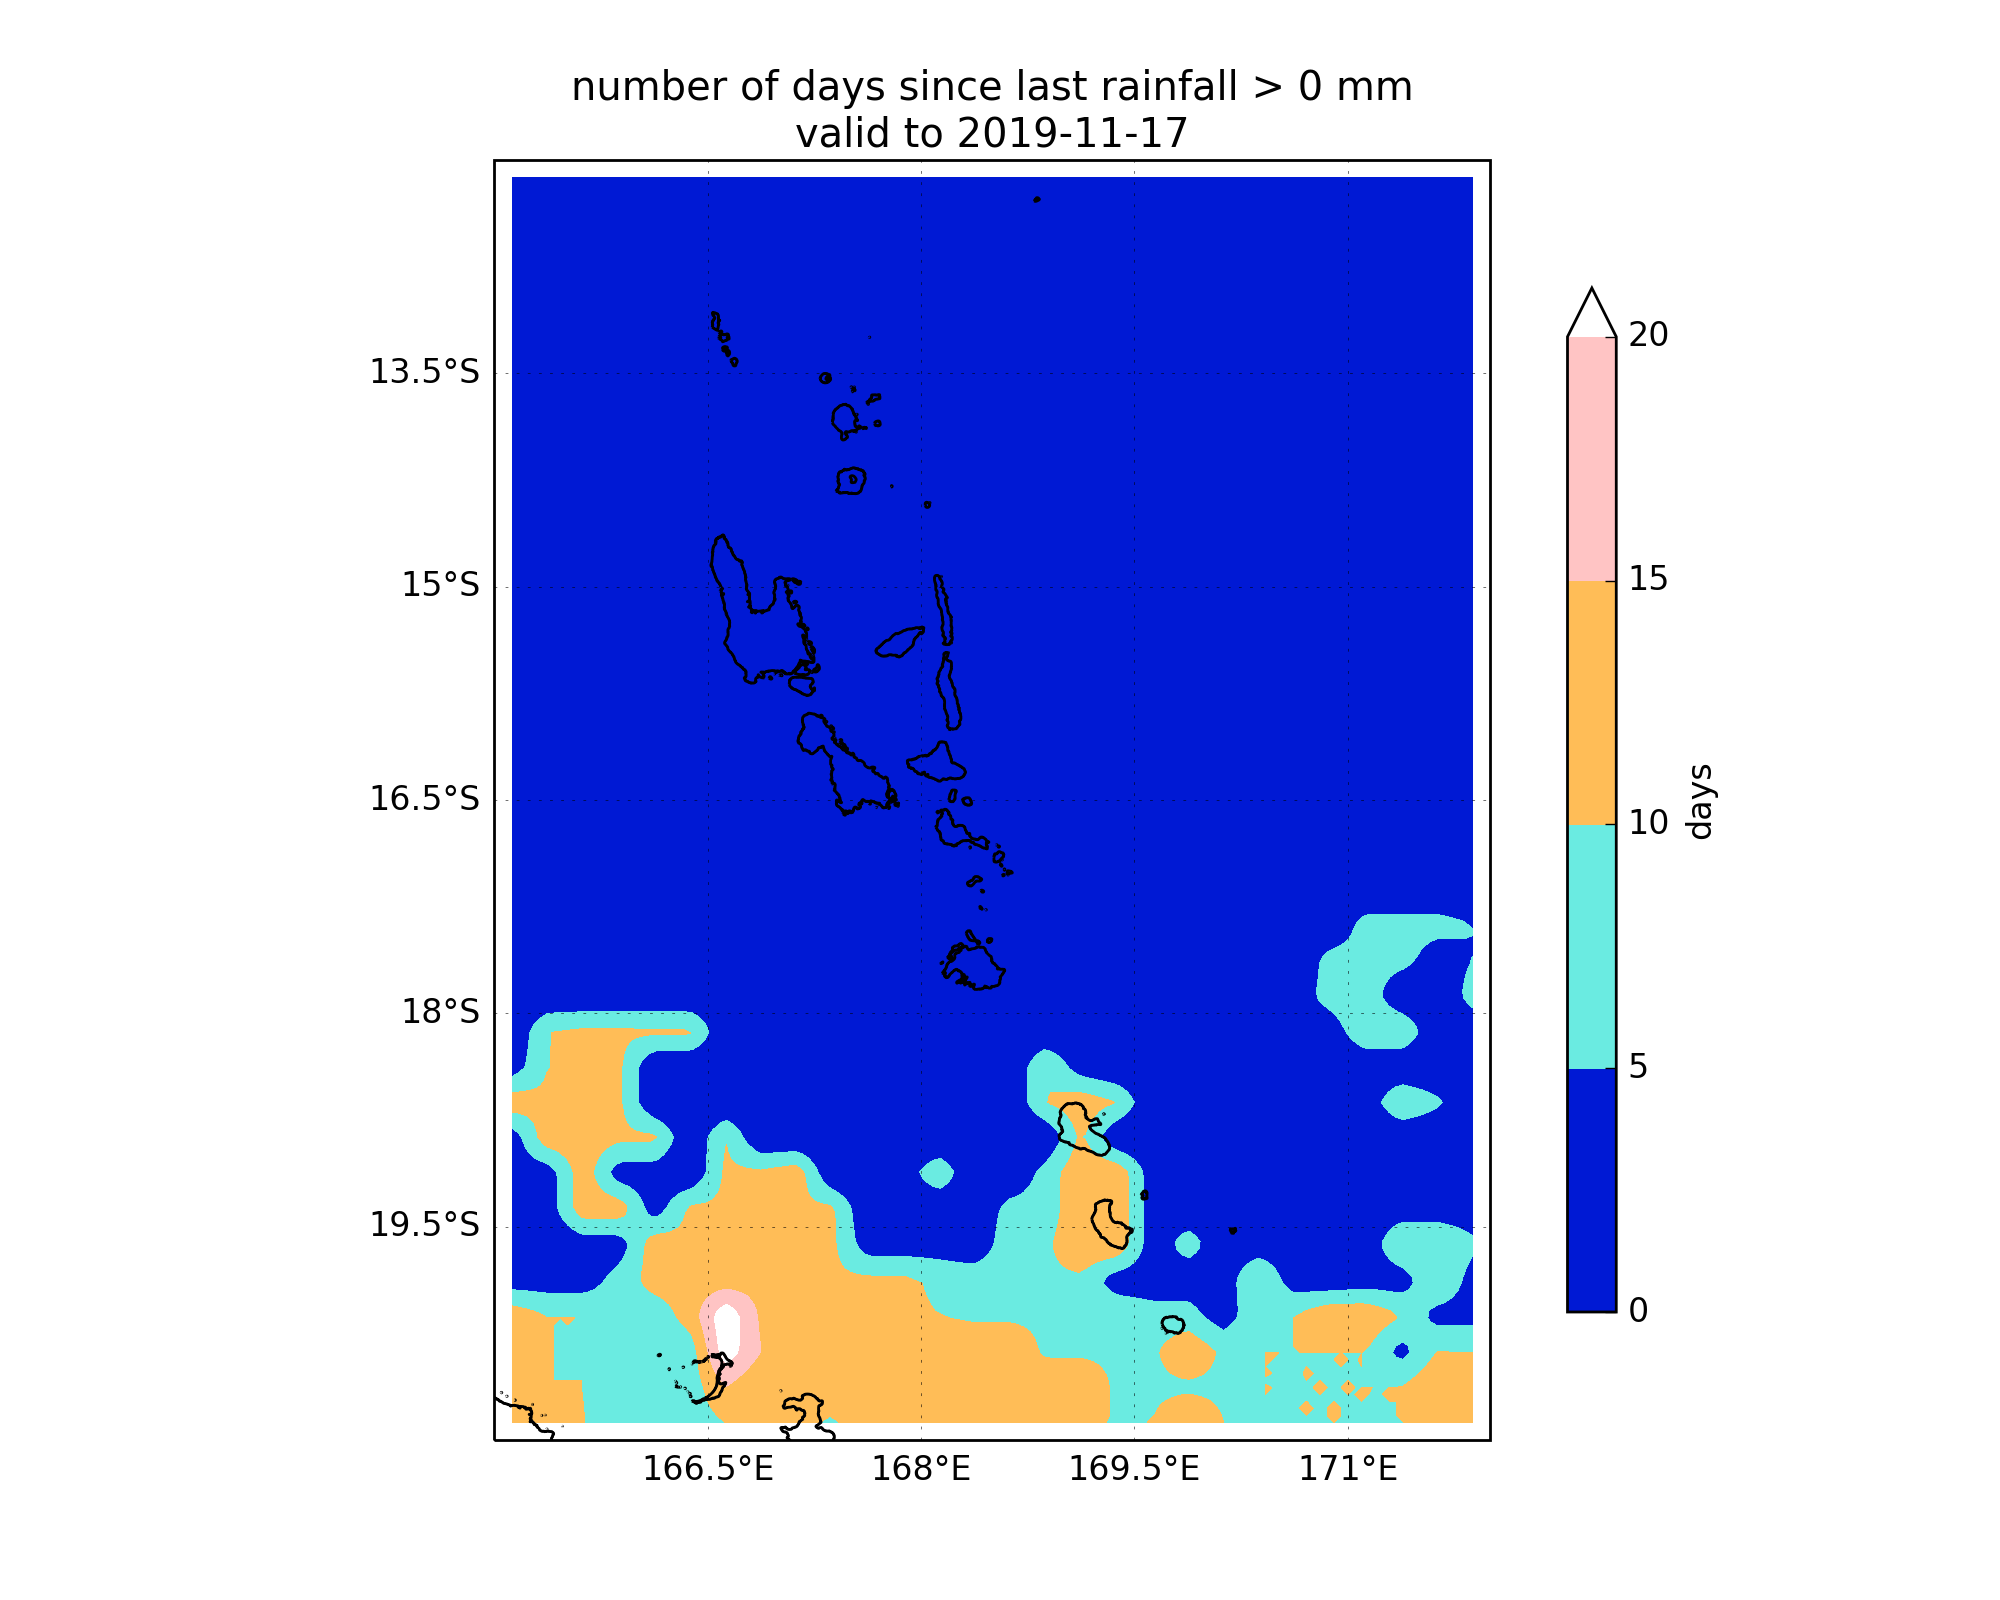 number of days since last rainfall > 0 mm
valid to 2019-11-17
13.5°S
15°S
16.5°S
18°S
19.5°S
166.5°E
168°E
169.5°E
171°E
20
15
10
5
0
days